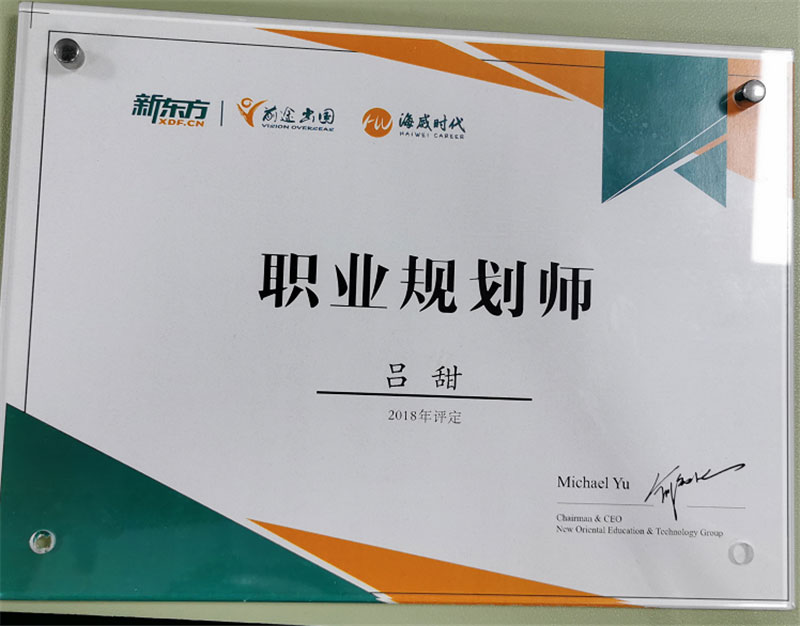 新东方 XDF.CN 前途出国 VISION OVERSEAS 海威时代 HAIWEI CAREER
职业规划师
吕甜
2018年评定
Michael Yu
Chairman & CEO
New Oriental Education & Technology Group